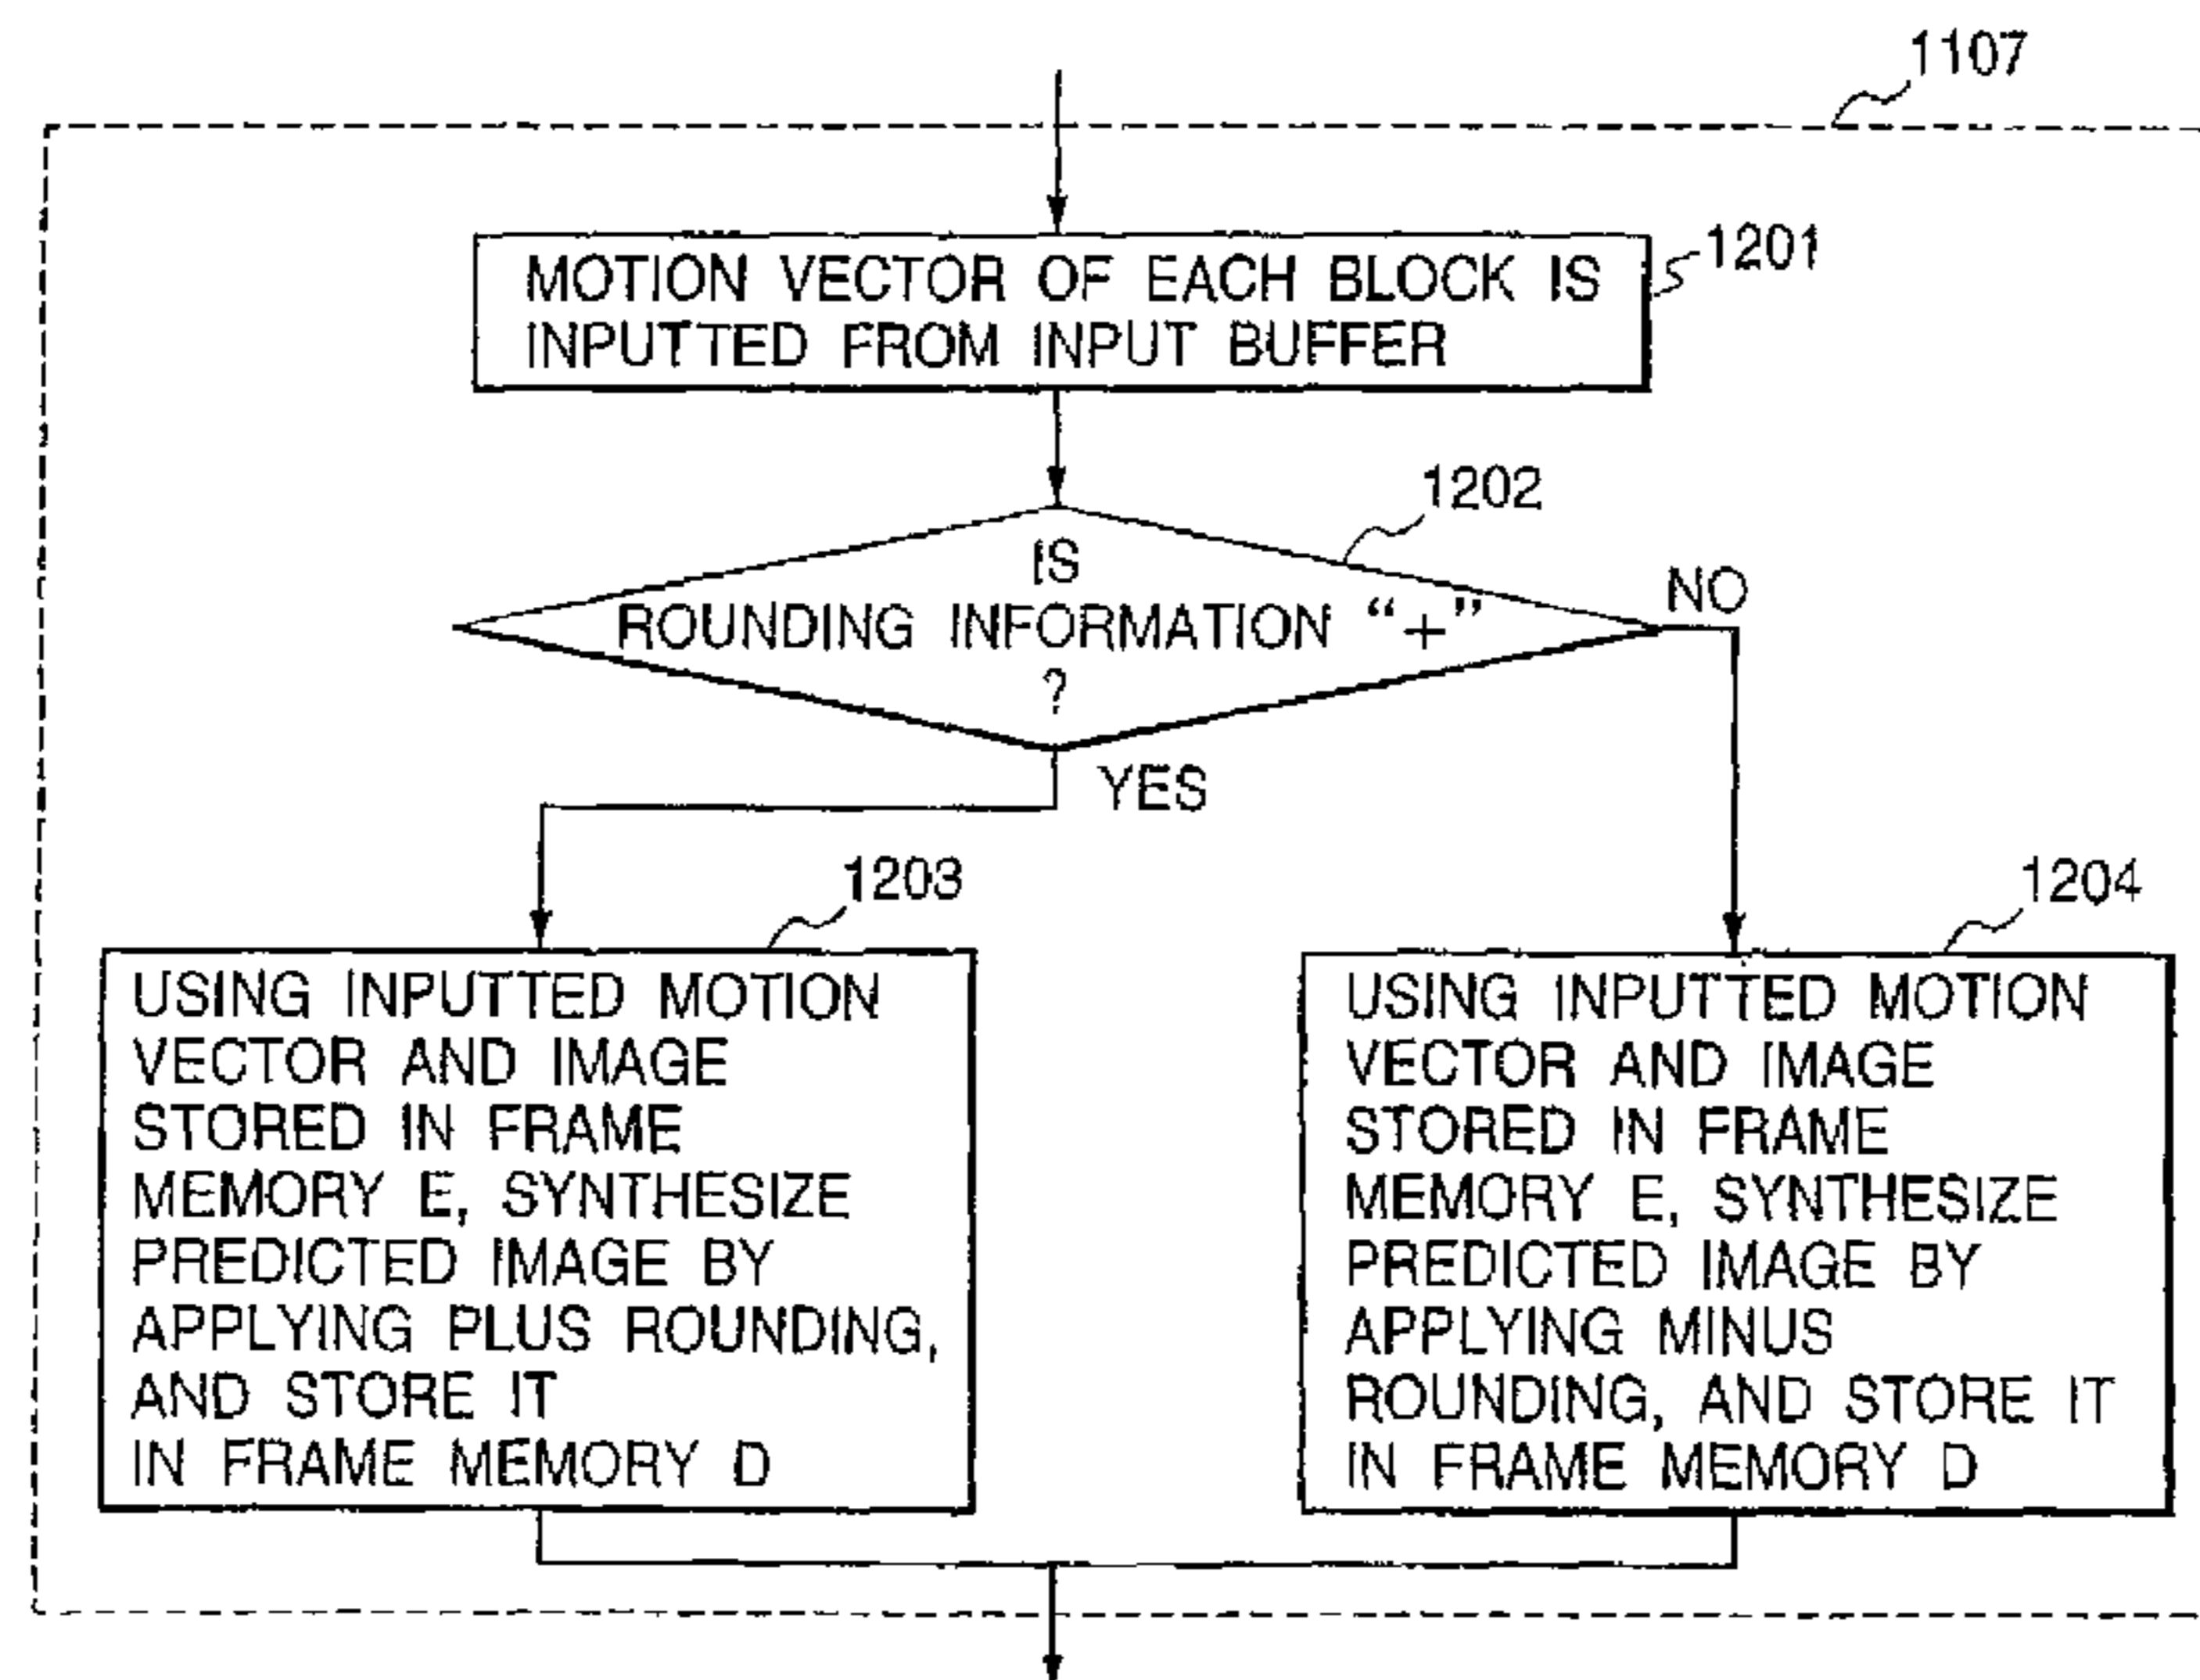 1107
MOTION VECTOR OF EACH BLOCK IS
INPUTTED FROM INPUT BUFFER
1201
1202
IS
ROUNDING INFORMATION “+”
?
NO
YES
1203
USING INPUTTED MOTION
VECTOR AND IMAGE
STORED IN FRAME
MEMORY E, SYNTHESIZE
PREDICTED IMAGE BY
APPLYING PLUS ROUNDING,
AND STORE IT
IN FRAME MEMORY D
1204
USING INPUTTED MOTION
VECTOR AND IMAGE
STORED IN FRAME
MEMORY E, SYNTHESIZE
PREDICTED IMAGE BY
APPLYING MINUS
ROUNDING, AND STORE IT
IN FRAME MEMORY D